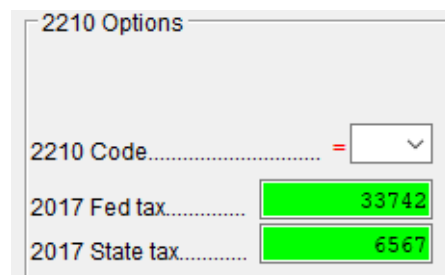 2210 Options
2210 Code.............................. =
2017 Fed tax.............. 33742
2017 State tax............ 6567